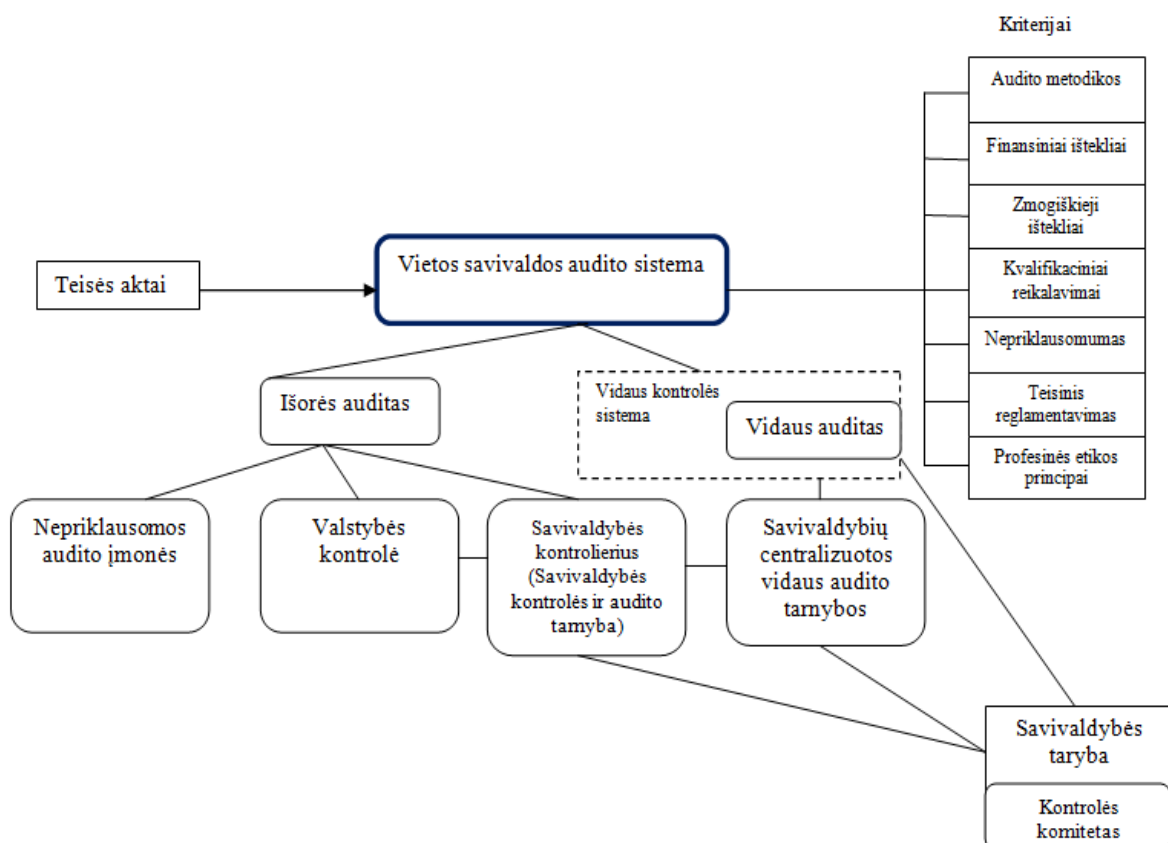 Kriterijai
Audito metodikos
Finansiniai ištekliai
Zmogiškieji
ištekliai
Kvalifikaciniai
reikalavimai
Nepriklausomumas
Teisinis
reglamentavimas
Profesinės etikos
principai
Teisės aktai
Vietos savivaldos audito sistema
Išorės auditas
Vidaus kontrolės
sistema
Vidaus auditas
Nepriklausomos
audito įmonės
Valstybės
kontrolė
Savivaldybės
kontrolierius
(Savivaldybės
kontrolės ir audito
tarnyba)
Savivaldybių
centralizuotos
vidaus audito
tarnybos
Savivaldybės
taryba
Kontrolės
komitetas